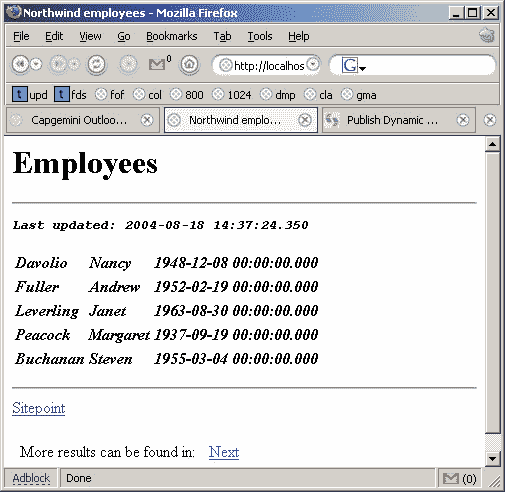 Northwind employees - Mozilla Firefox
File Edit View Go Bookmarks Tab Tools Help
0 http://localhos G
t upd t fds fof col 800 1024 dmp cla gma
Capgemini Outloo... Northwind emplo... Publish Dynamic ...
Employees
Last updated: 2004-08-18 14:37:24.350
Davolio Nancy 1948-12-08 00:00:00.000
Fuller Andrew 1952-02-19 00:00:00.000
Leverling Janet 1963-08-30 00:00:00.000
Peacock Margaret 1937-09-19 00:00:00.000
Buchanan Steven 1955-03-04 00:00:00.000
Sitepoint
More results can be found in: Next
Adblock Done (0)